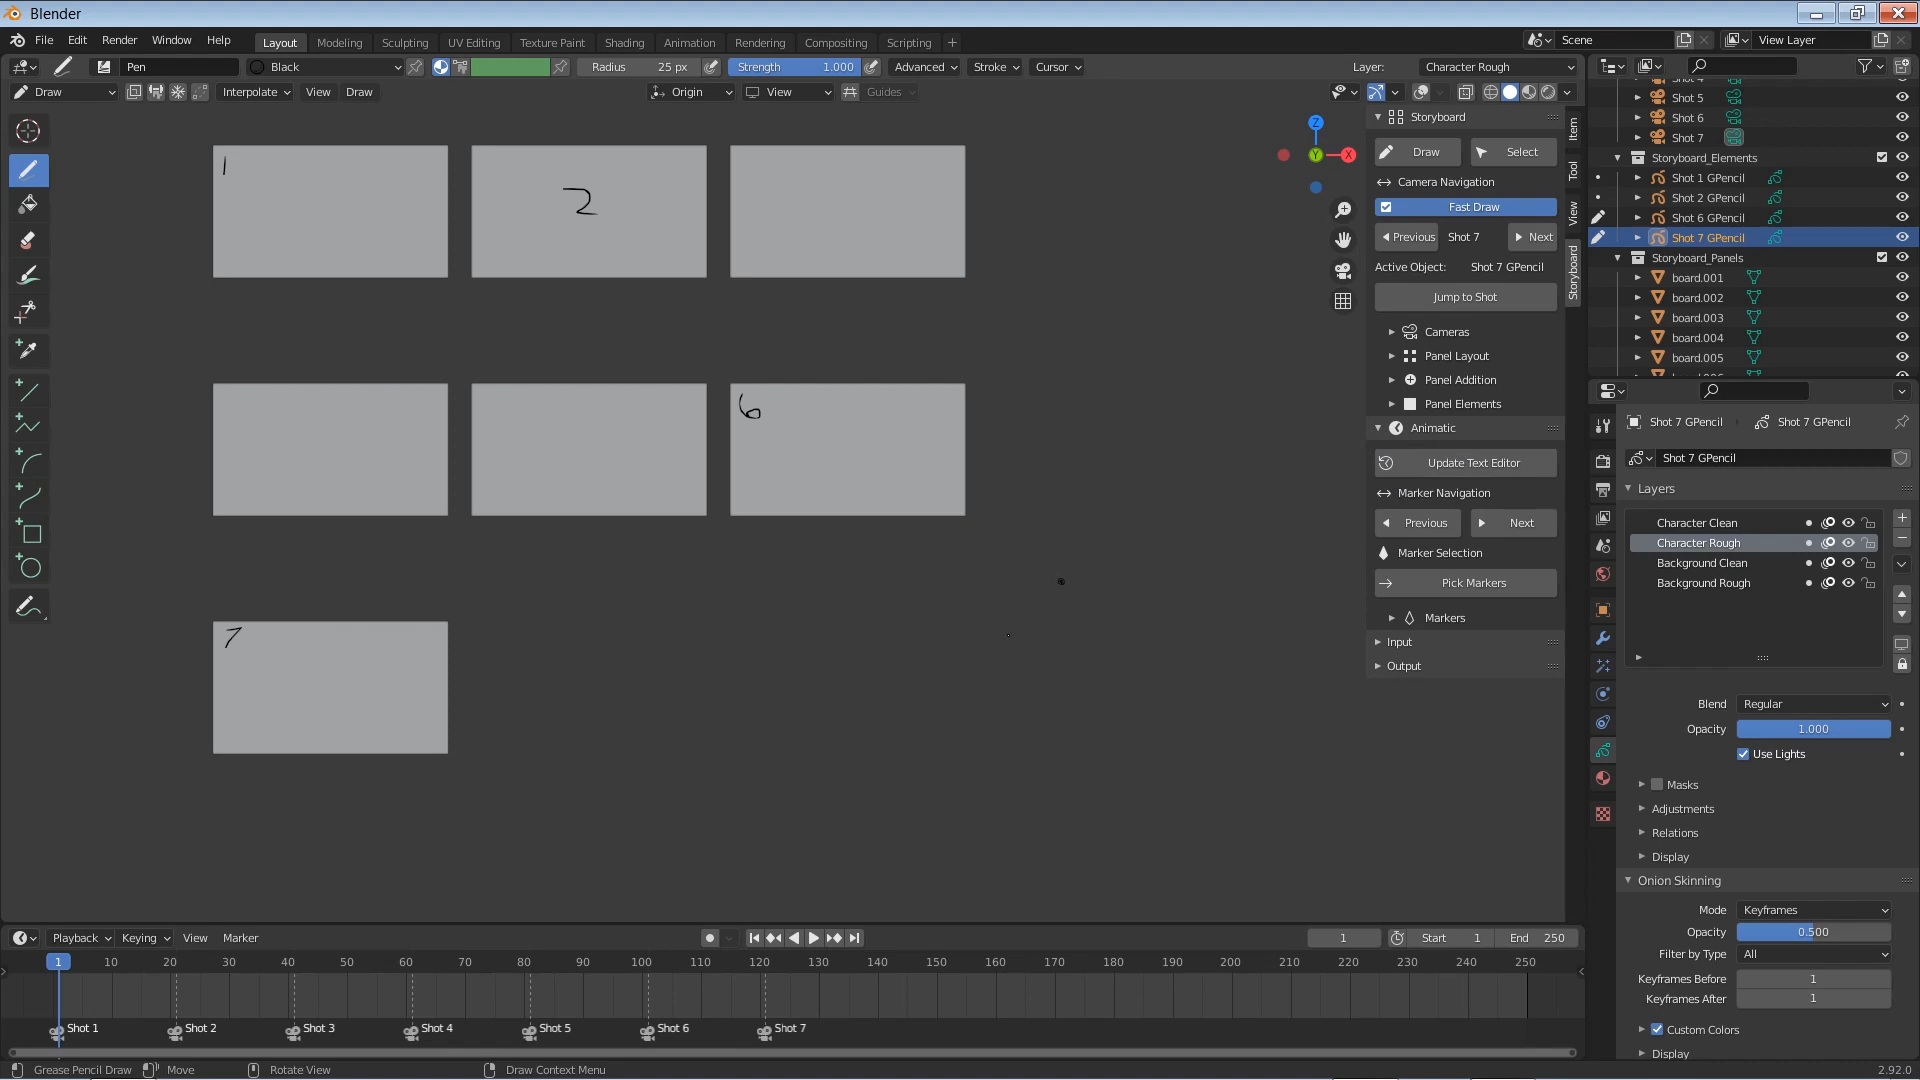 Blender
File Edit Render Window Help Layout Modeling Sculpting UV Editing Texture Paint Shading Animation Rendering Compositing Scripting + Scene View Layer
Pen Black Radius 25 px Strength 1.000 Advanced Stroke Cursor Layer: Character Rough
Draw Interpolate View Draw Origin View Guides
1
2
6
7
Z
Y
X
Storyboard
Draw Select
Camera Navigation
Fast Draw
Previous Shot 7 Next
Active Object: Shot 7 GPencil
Jump to Shot
Cameras
Panel Layout
Panel Addition
Panel Elements
Animatic
Update Text Editor
Marker Navigation
Previous Next
Marker Selection
Pick Markers
Markers
Input
Output
Item
Tool
View
Storyboard
Shot 5
Shot 6
Shot 7
Storyboard_Elements
Shot 1 GPencil
Shot 2 GPencil
Shot 6 GPencil
Shot 7 GPencil
Storyboard_Panels
board.001
board.002
board.003
board.004
board.005
Shot 7 GPencil Shot 7 GPencil
Shot 7 GPencil
Layers
Character Clean
Character Rough
Background Clean
Background Rough
Blend Regular
Opacity 1.000
Use Lights
Masks
Adjustments
Relations
Display
Onion Skinning
Mode Keyframes
Opacity 0.500
Filter by Type All
Keyframes Before 1
Keyframes After 1
Custom Colors
Display
Playback Keying View Marker 1 Start 1 End 250
1 10 20 30 40 50 60 70 80 90 100 110 120 130 140 150 160 170 180 190 200 210 220 230 240 250
Shot 1 Shot 2 Shot 3 Shot 4 Shot 5 Shot 6 Shot 7
Grease Pencil Draw Move Rotate View Draw Context Menu 2.92.0